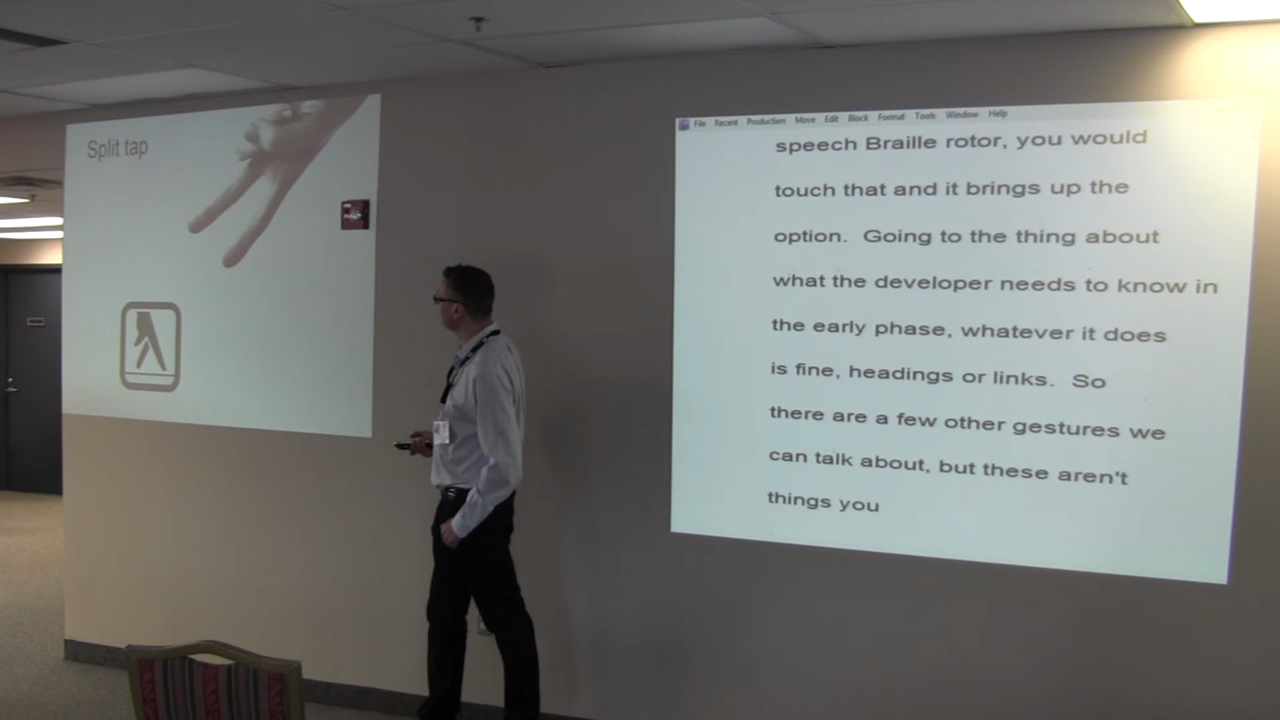 Split tap
File Recent Production Move Edit Block Format Tools Window Help
speech Braille rotor, you would
touch that and it brings up the
option. Going to the thing about
what the developer needs to know in
the early phase, whatever it does
is fine, headings or links. So
there are a few other gestures we
can talk about, but these aren't
things you